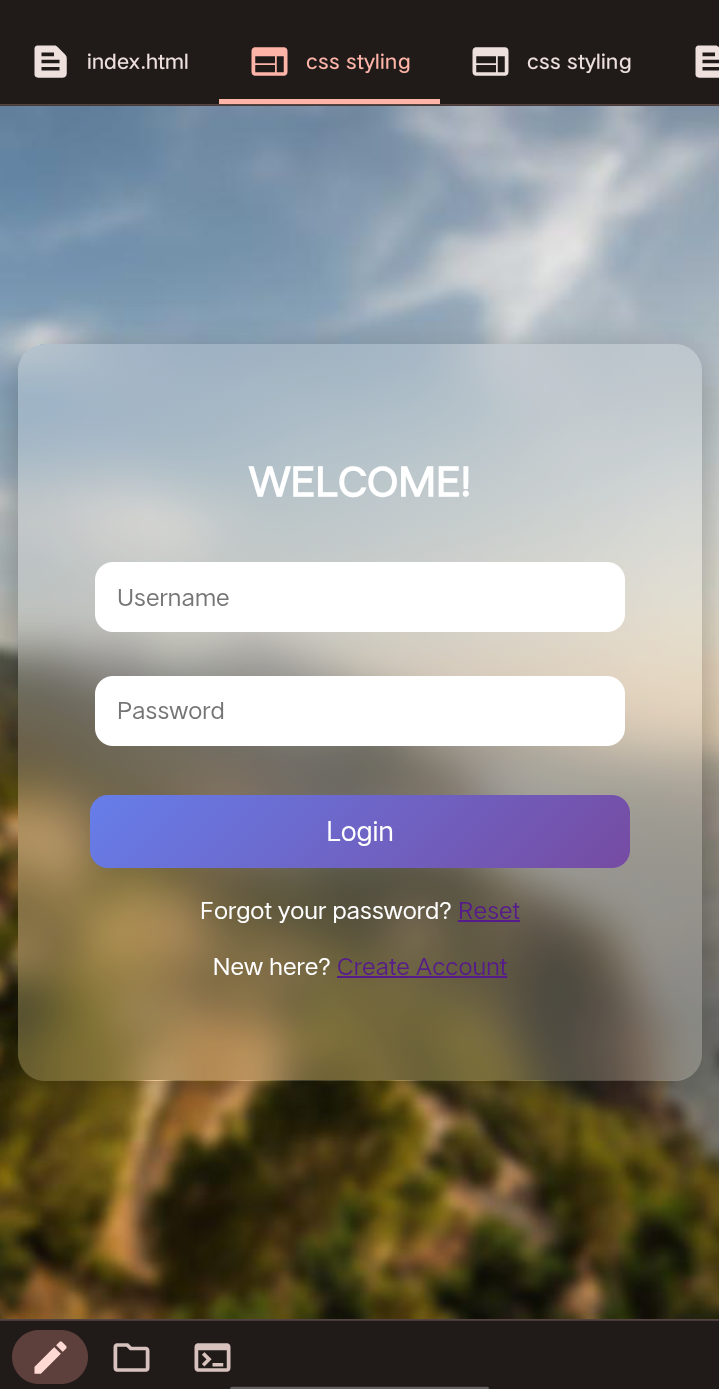 index.html css styling css styling
WELCOME!
Username
Password
Login
Forgot your password? Reset
New here? Create Account